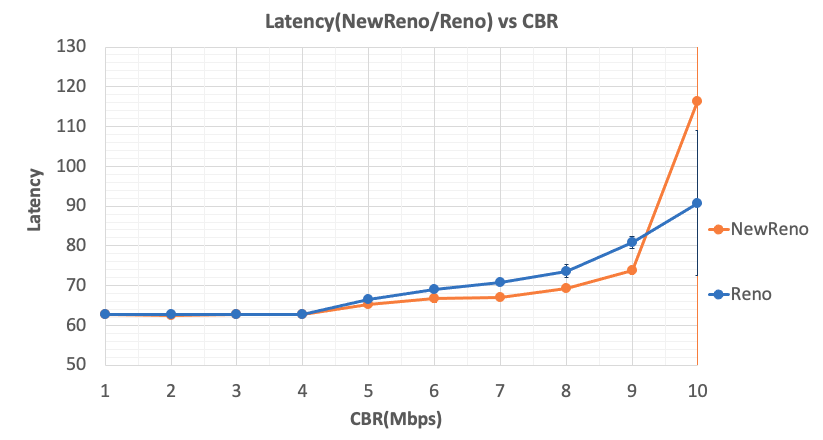 Latency(NewReno/Reno) vs CBR
130
120
110
100
90
80
70
60
50
Latency
1 2 3 4 5 6 7 8 9 10
CBR(Mbps)
NewReno
Reno